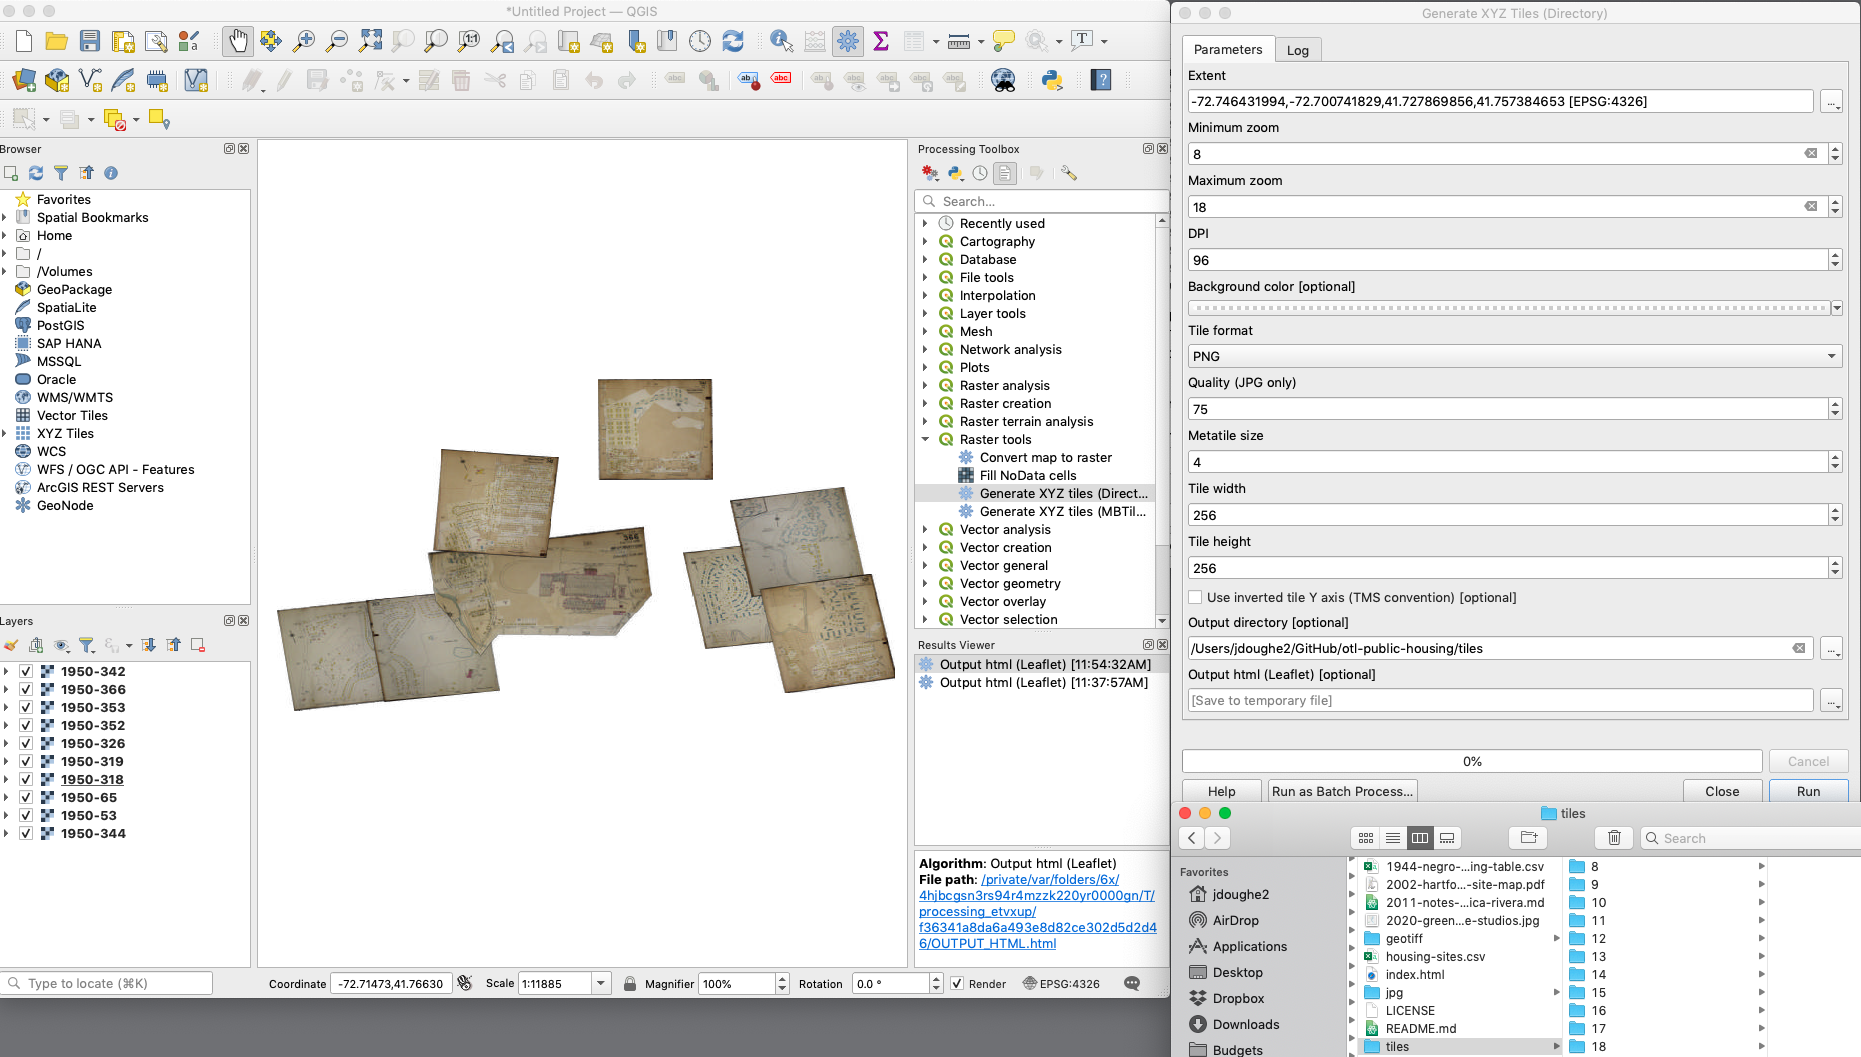 *Untitled Project — QGIS
Browser
Favorites
Spatial Bookmarks
Home
/
/Volumes
GeoPackage
SpatiaLite
PostGIS
SAP HANA
MSSQL
Oracle
WMS/WMTS
Vector Tiles
XYZ Tiles
WCS
WFS / OGC API - Features
ArcGIS REST Servers
GeoNode
Layers
1950-342
1950-366
1950-353
1950-352
1950-326
1950-319
1950-318
1950-65
1950-53
1950-344
Processing Toolbox
Search...
Recently used
Cartography
Database
File tools
Interpolation
Layer tools
Mesh
Network analysis
Plots
Raster analysis
Raster creation
Raster terrain analysis
Raster tools
Convert map to raster
Fill NoData cells
Generate XYZ tiles (Direct...
Generate XYZ tiles (MBTil...
Vector analysis
Vector creation
Vector general
Vector geometry
Vector overlay
Vector selection
Results Viewer
Output html (Leaflet) [11:54:32AM]
Output html (Leaflet) [11:37:57AM]
Algorithm: Output html (Leaflet)
File path: /private/var/folders/6x/
4hjbcgsn3rs94r4mzzk220yr0000gn/T/
processing_etvxup/
f36341a8da6a493e8d82ce302d5d2d4
6/OUTPUT_HTML.html
Type to locate (⌘K)
Coordinate -72.71473,41.76630 Scale 1:11885 Magnifier 100% Rotation 0.0 ° Render EPSG:4326
Generate XYZ Tiles (Directory)
Parameters Log
Extent
-72.746431994,-72.700741829,41.727869856,41.757384653 [EPSG:4326]
Minimum zoom
8
Maximum zoom
18
DPI
96
Background color [optional]
Tile format
PNG
Quality (JPG only)
75
Metatile size
4
Tile width
256
Tile height
256
Use inverted tile Y axis (TMS convention) [optional]
Output directory [optional]
/Users/jdoughe2/GitHub/otl-public-housing/tiles
Output html (Leaflet) [optional]
[Save to temporary file]
0% Cancel
Help Run as Batch Process... Close Run
tiles
Search
Favorites
jdoughe2
AirDrop
Applications
Desktop
Dropbox
Downloads
Budgets
1944-negro-...ing-table.csv
2002-hartfo...-site-map.pdf
2011-notes-...ica-rivera.md
2020-green...e-studios.jpg
geotiff
housing-sites.csv
index.html
jpg
LICENSE
README.md
tiles
8
9
10
11
12
13
14
15
16
17
18